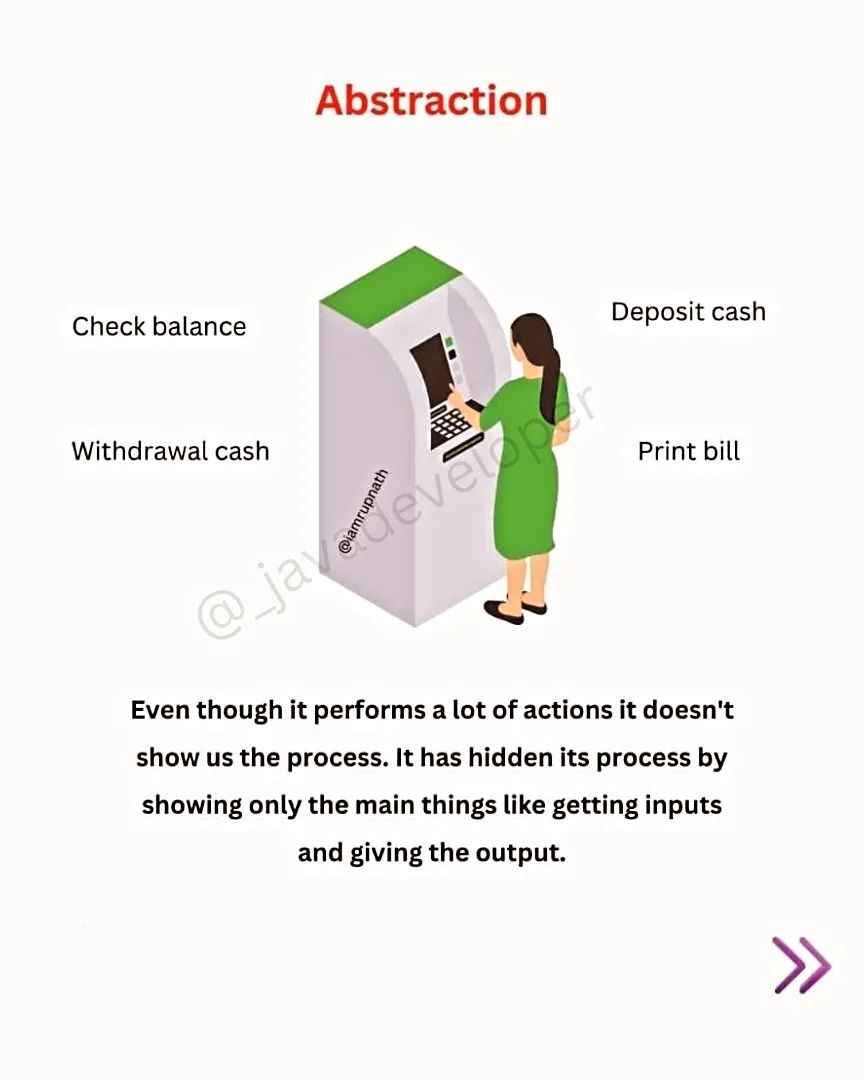 Abstraction
Check balance
Deposit cash
Withdrawal cash
Print bill
@iamrupnath
@_javadeveloper
Even though it performs a lot of actions it doesn't
show us the process. It has hidden its process by
showing only the main things like getting inputs
and giving the output.